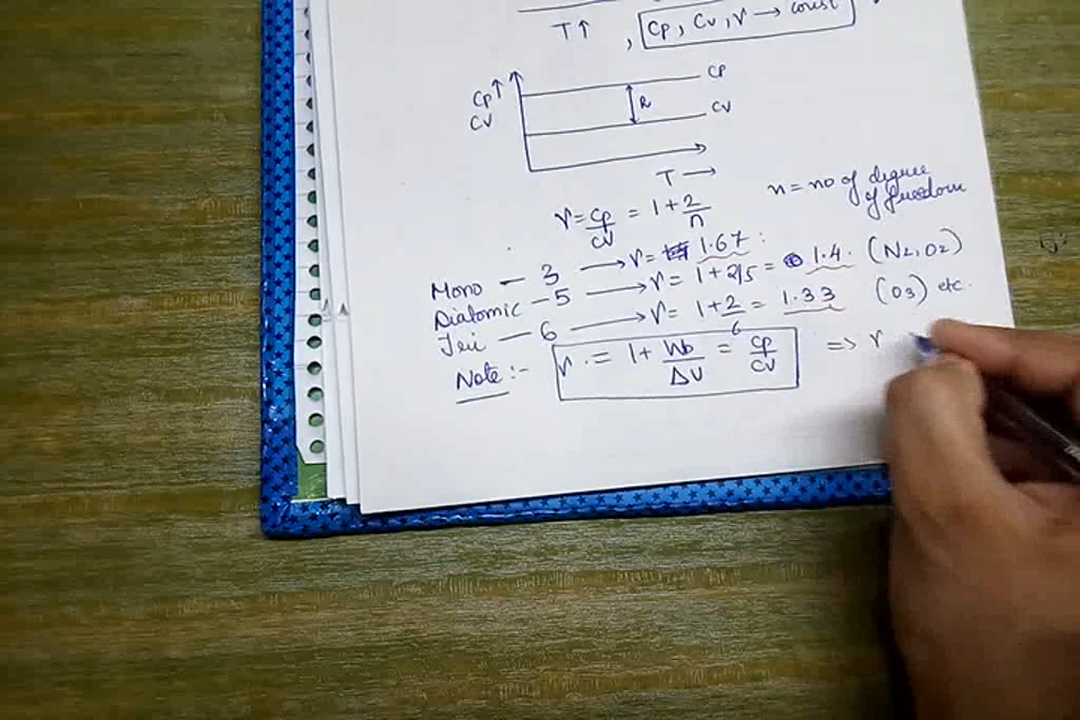 T↑ , Cp, Cv, γ → const
Cp↑
Cv
Cp
R
Cv
T →
n = no of degree
of freedom
γ = Cp/Cv = 1 + 2/n
Mono — 3 → γ = 1.67
Diatomic — 5 → γ = 1 + 2/5 = 1.4. (N2, O2)
Tri — 6 → γ = 1 + 2/6 = 1.33 (O3) etc.
Note :- γ = 1 + Wb/ΔU = Cp/Cv => γ